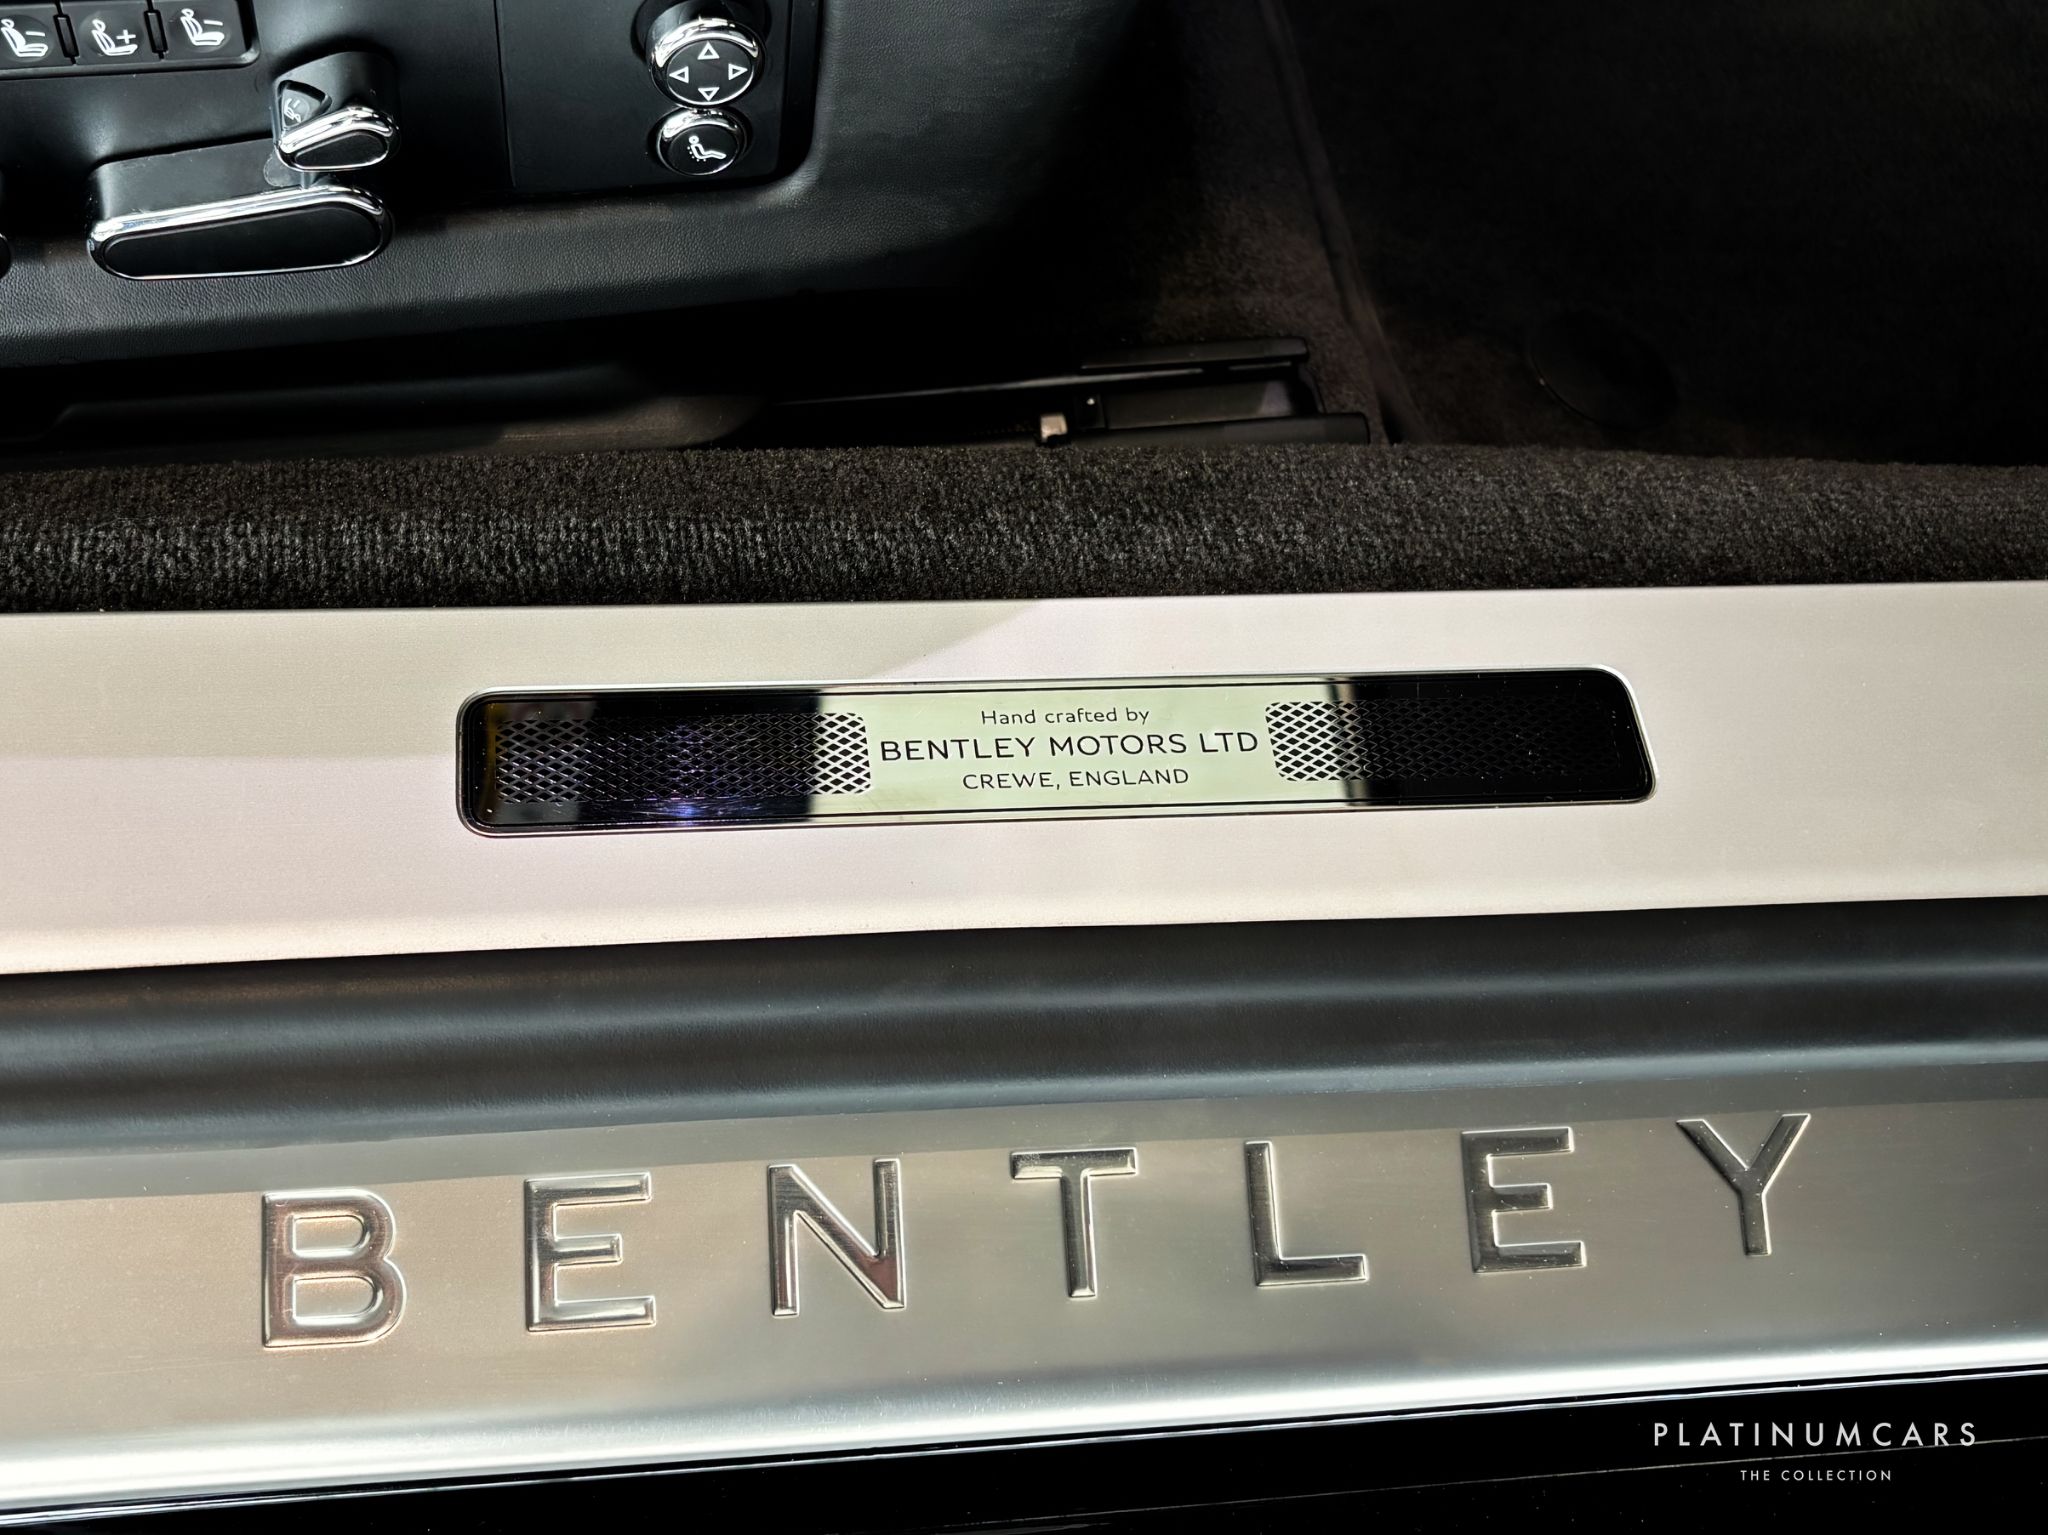 Hand crafted by
BENTLEY MOTORS LTD
CREWE, ENGLAND
BENTLEY
PLATINUMCARS
THE COLLECTION